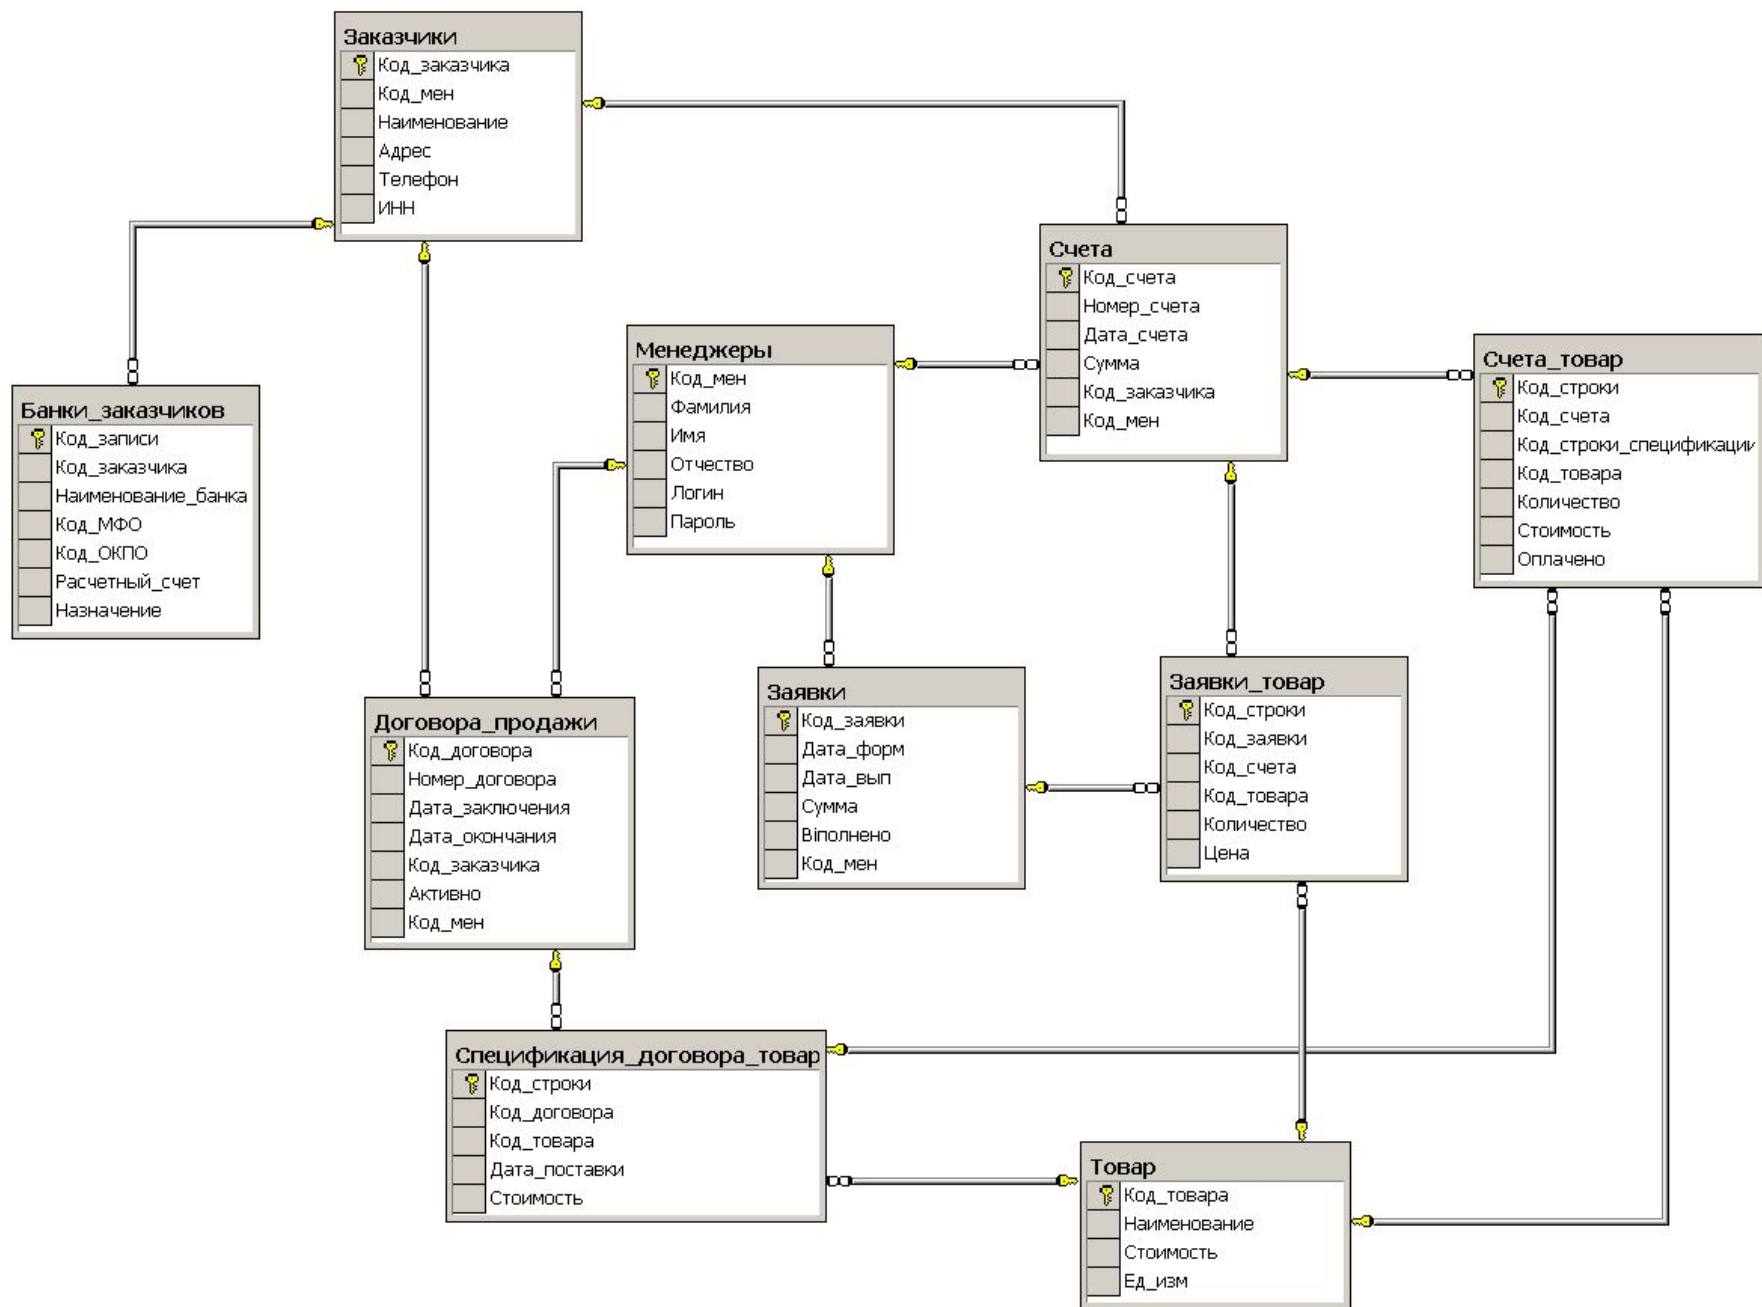 Заказчики
Код_заказчика
Код_мен
Наименование
Адрес
Телефон
ИНН
Счета
Код_счета
Номер_счета
Дата_счета
Сумма
Код_заказчика
Код_мен
Менеджеры
Код_мен
Фамилия
Имя
Отчество
Логин
Пароль
Счета_товар
Код_строки
Код_счета
Код_строки_спецификации
Код_товара
Количество
Стоимость
Оплачено
Банки_заказчиков
Код_записи
Код_заказчика
Наименование_банка
Код_МФО
Код_ОКПО
Расчетный_счет
Назначение
Договора_продажи
Код_договора
Номер_договора
Дата_заключения
Дата_окончания
Код_заказчика
Активно
Код_мен
Заявки
Код_заявки
Дата_форм
Дата_вып
Сумма
Віполнено
Код_мен
Заявки_товар
Код_строки
Код_заявки
Код_счета
Код_товара
Количество
Цена
Спецификация_договора_товар
Код_строки
Код_договора
Код_товара
Дата_поставки
Стоимость
Товар
Код_товара
Наименование
Стоимость
Ед_изм